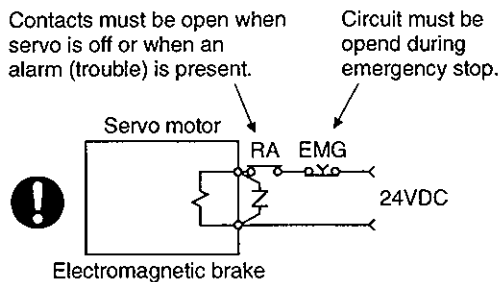 Contacts must be open when
servo is off or when an
alarm (trouble) is present.
Circuit must be
opend during
emergency stop.
Servo motor
RA
EMG
24VDC
Electromagnetic brake